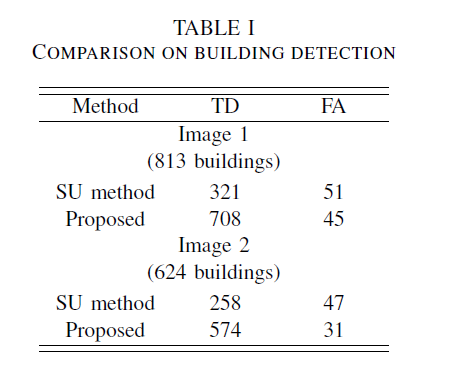 TABLE I
COMPARISON ON BUILDING DETECTION
Method TD FA
Image 1
(813 buildings)
SU method 321 51
Proposed 708 45
Image 2
(624 buildings)
SU method 258 47
Proposed 574 31